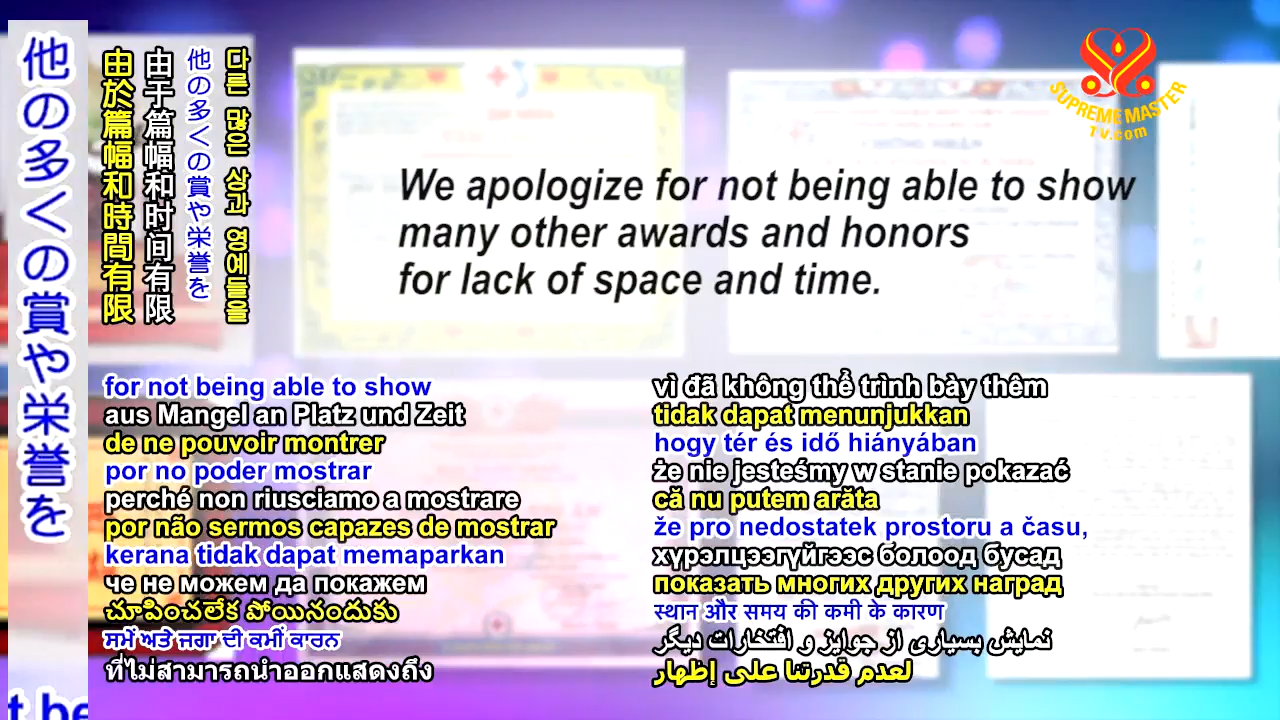 他の多くの賞や栄誉を
由於篇幅和時間有限
由于篇幅和时间有限
他の多くの賞や栄誉を
다른 많은 상과 영예들을
SUPREME MASTER
TV.com
We apologize for not being able to show
many other awards and honors
for lack of space and time.
for not being able to show
aus Mangel an Platz und Zeit
de ne pouvoir montrer
por no poder mostrar
perché non riusciamo a mostrare
por não sermos capazes de mostrar
kerana tidak dapat memaparkan
че не можем да покажем
చూపించలేక పోయినందుకు
ਸਮੇਂ ਅਤੇ ਜਗਾ ਦੀ ਕਮੀਂ ਕਾਰਨ
ที่ไม่สามารถนำออกแสดงถึง
vì đã không thể trình bày thêm
tidak dapat menunjukkan
hogy tér és idő hiányában
że nie jesteśmy w stanie pokazać
că nu putem arăta
že pro nedostatek prostoru a času,
хүрэлцээгүйгээс болоод бусад
показать многих других наград
स्थान और समय की कमी के कारण
نمایش بسیاری از جوایز و افتخارات دیگر
لعدم قدرتنا على إظهار
t be